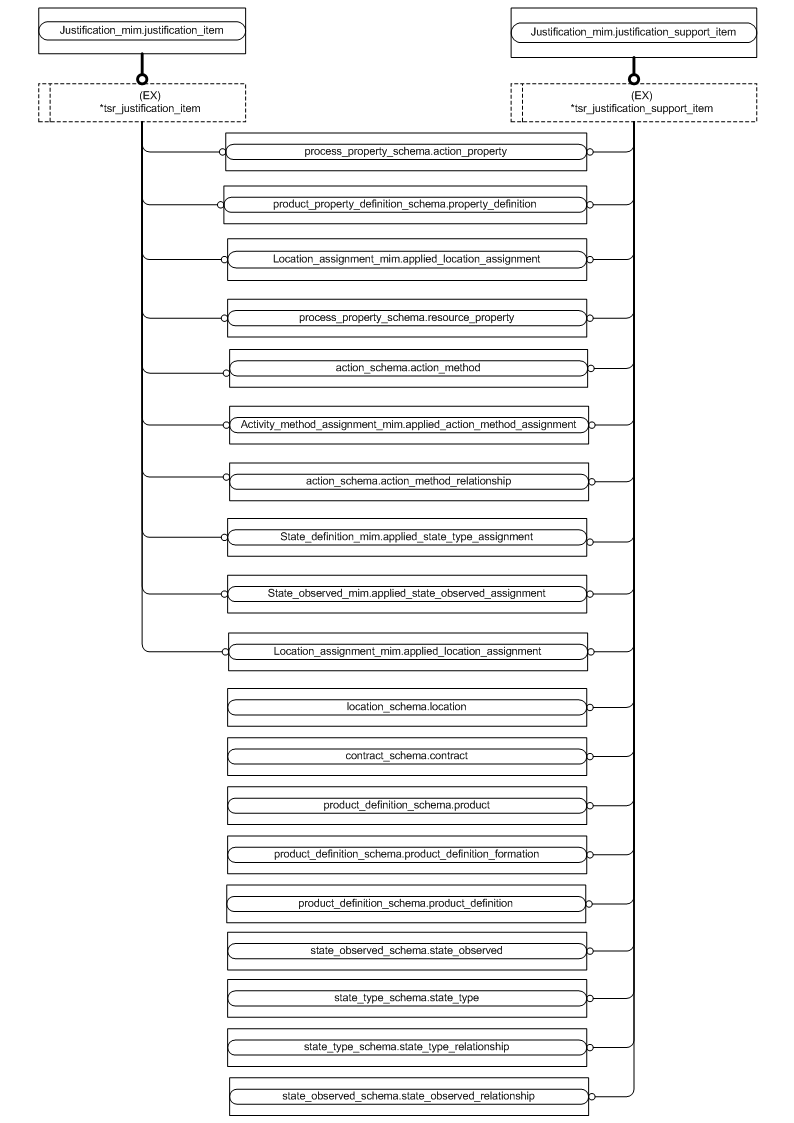 Justification_mim.justification_item
Justification_mim.justification_support_item
(EX)
*tsr_justification_item
(EX)
*tsr_justification_support_item
process_property_schema.action_property
product_property_definition_schema.property_definition
Location_assignment_mim.applied_location_assignment
process_property_schema.resource_property
action_schema.action_method
Activity_method_assignment_mim.applied_action_method_assignment
action_schema.action_method_relationship
State_definition_mim.applied_state_type_assignment
State_observed_mim.applied_state_observed_assignment
Location_assignment_mim.applied_location_assignment
location_schema.location
contract_schema.contract
product_definition_schema.product
product_definition_schema.product_definition_formation
product_definition_schema.product_definition
state_observed_schema.state_observed
state_type_schema.state_type
state_type_schema.state_type_relationship
state_observed_schema.state_observed_relationship